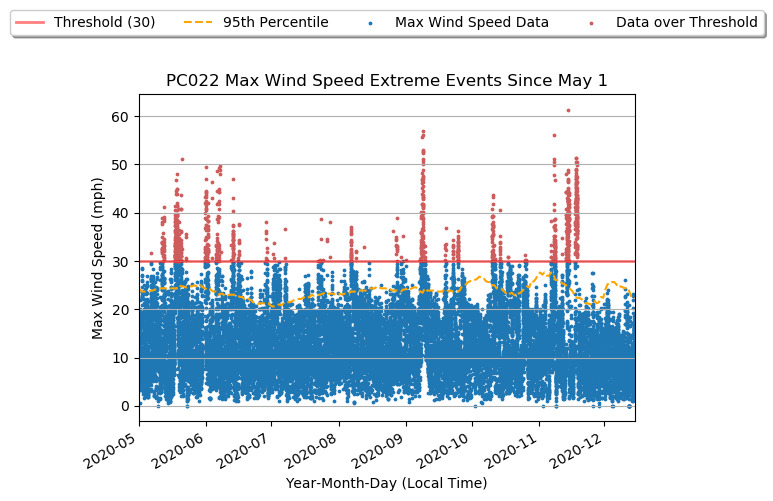 Threshold (30) 95th Percentile Max Wind Speed Data Data over Threshold
PC022 Max Wind Speed Extreme Events Since May 1
60
50
40
30
20
10
0
Max Wind Speed (mph)
2020-05 2020-06 2020-07 2020-08 2020-09 2020-10 2020-11 2020-12
Year-Month-Day (Local Time)